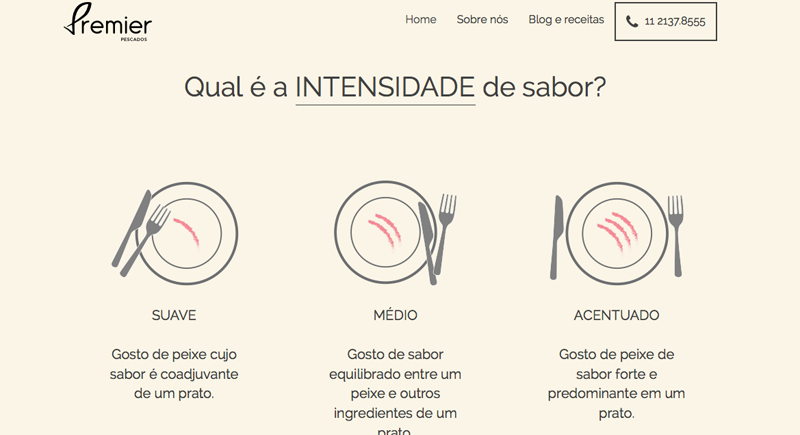 Premier
PESCADOS
Home Sobre nós Blog e receitas 11 2137.8555
Qual é a INTENSIDADE de sabor?
SUAVE
Gosto de peixe cujo
sabor é coadjuvante
de um prato.
MÉDIO
Gosto de sabor
equilibrado entre um
peixe e outros
ingredientes de um
prato.
ACENTUADO
Gosto de peixe de
sabor forte e
predominante em um
prato.